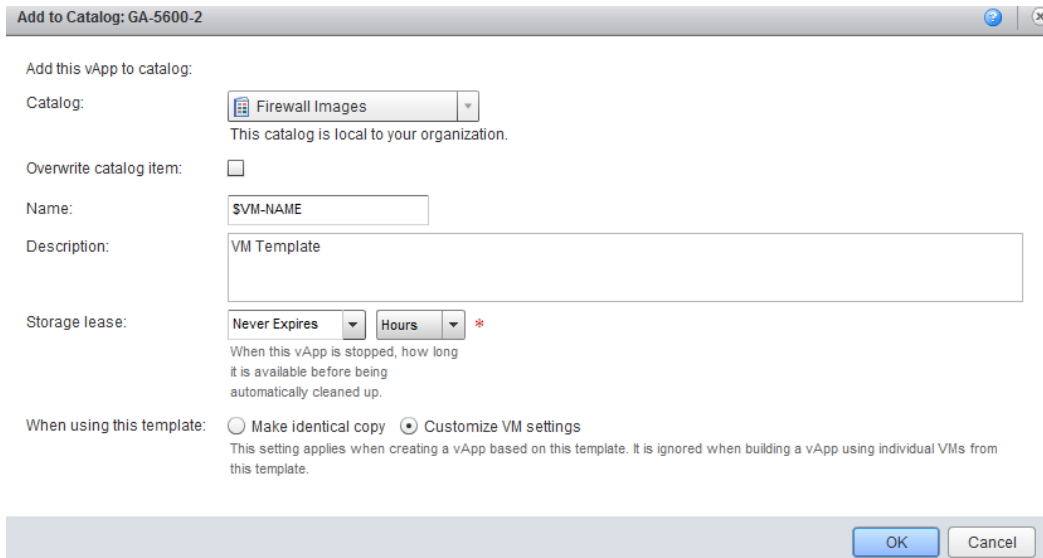 Add to Catalog: GA-5600-2
Add this vApp to catalog:
Catalog: Firewall Images
This catalog is local to your organization.
Overwrite catalog item:
Name: $VM-NAME
Description: VM Template
Storage lease: Never Expires Hours *
When this vApp is stopped, how long
it is available before being
automatically cleaned up.
When using this template: Make identical copy Customize VM settings
This setting applies when creating a vApp based on this template. It is ignored when building a vApp using individual VMs from
this template.
OK Cancel